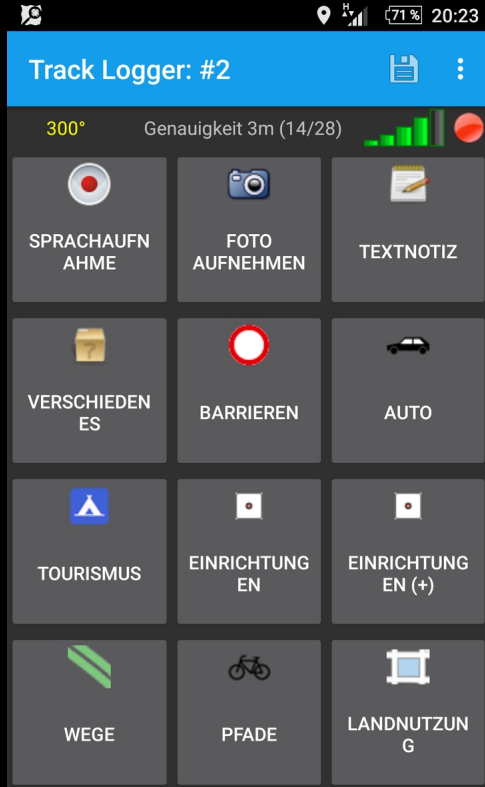 H 71 % 20:23
Track Logger: #2
300° Genauigkeit 3m (14/28)
SPRACHAUFN
AHME
FOTO
AUFNEHMEN
TEXTNOTIZ
VERSCHIEDEN
ES
BARRIEREN
AUTO
TOURISMUS
EINRICHTUNG
EN
EINRICHTUNG
EN (+)
WEGE
PFADE
LANDNUTZUN
G